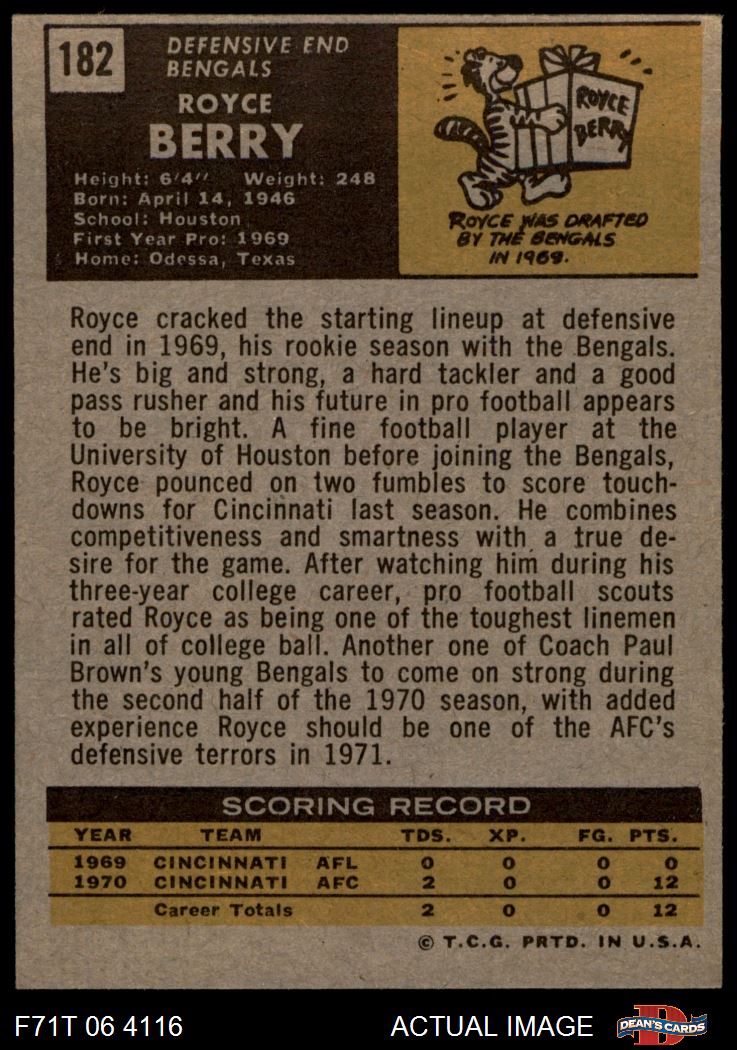 182
DEFENSIVE END
BENGALS
ROYCE
BERRY
Height: 6'4" Weight: 248
Born: April 14, 1946
School: Houston
First Year Pro: 1969
Home: Odessa, Texas
ROYCE
BERRY
ROYCE WAS DRAFTED
BY THE BENGALS
IN 1969.
Royce cracked the starting lineup at defensive
end in 1969, his rookie season with the Bengals.
He's big and strong, a hard tackler and a good
pass rusher and his future in pro football appears
to be bright. A fine football player at the
University of Houston before joining the Bengals,
Royce pounced on two fumbles to score touch-
downs for Cincinnati last season. He combines
competitiveness and smartness with a true de-
sire for the game. After watching him during his
three-year college career, pro football scouts
rated Royce as being one of the toughest linemen
in all of college ball. Another one of Coach Paul
Brown's young Bengals to come on strong during
the second half of the 1970 season, with added
experience Royce should be one of the AFC's
defensive terrors in 1971.
SCORING RECORD
YEAR TEAM TDS. XP. FG. PTS.
1969 CINCINNATI AFL 0 0 0 0
1970 CINCINNATI AFC 2 0 0 12
Career Totals 2 0 0 12
© T.C.G. PRTD. IN U.S.A.
F71T 06 4116 ACTUAL IMAGE D DEAN'S CARDS